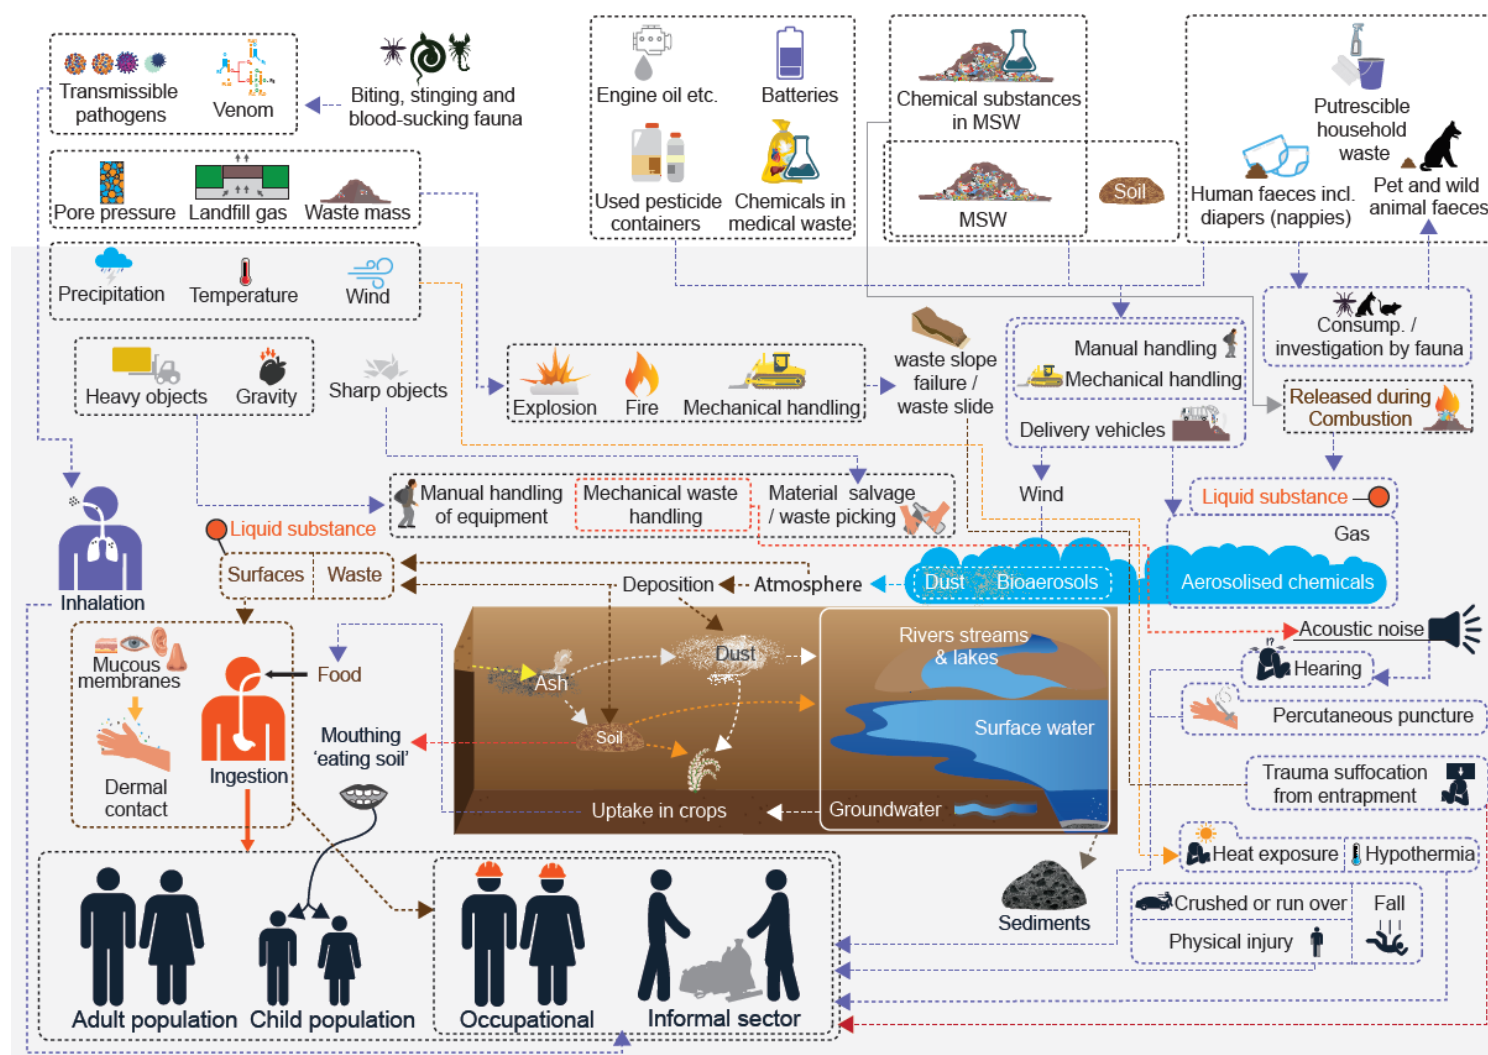 Transmissible
pathogens
Venom
Biting, stinging and
blood-sucking fauna
Engine oil etc.
Batteries
Used pesticide
containers
Chemicals in
medical waste
Chemical substances
in MSW
MSW
Soil
Putrescible
household
waste
Human faeces incl.
diapers (nappies)
Pet and wild
animal faeces
Pore pressure
Landfill gas
Waste mass
Precipitation
Temperature
Wind
Heavy objects
Gravity
Sharp objects
Explosion
Fire
Mechanical handling
waste slope
failure /
waste slide
Manual handling
Mechanical handling
Delivery vehicles
Consump. /
investigation by fauna
Released during
Combustion
Manual handling
of equipment
Mechanical waste
handling
Material salvage
/ waste picking
Wind
Liquid substance
Gas
Inhalation
Liquid substance
Surfaces
Waste
Deposition
Atmosphere
Dust
Bioaerosols
Aerosolised chemicals
Mucous
membranes
Dermal
contact
Ingestion
Food
Mouthing
‘eating soil’
Ash
Dust
Soil
Uptake in crops
Rivers streams
& lakes
Surface water
Groundwater
Sediments
Acoustic noise
Hearing
Percutaneous puncture
Trauma suffocation
from entrapment
Heat exposure
Hypothermia
Crushed or run over
Fall
Physical injury
Adult population
Child population
Occupational
Informal sector